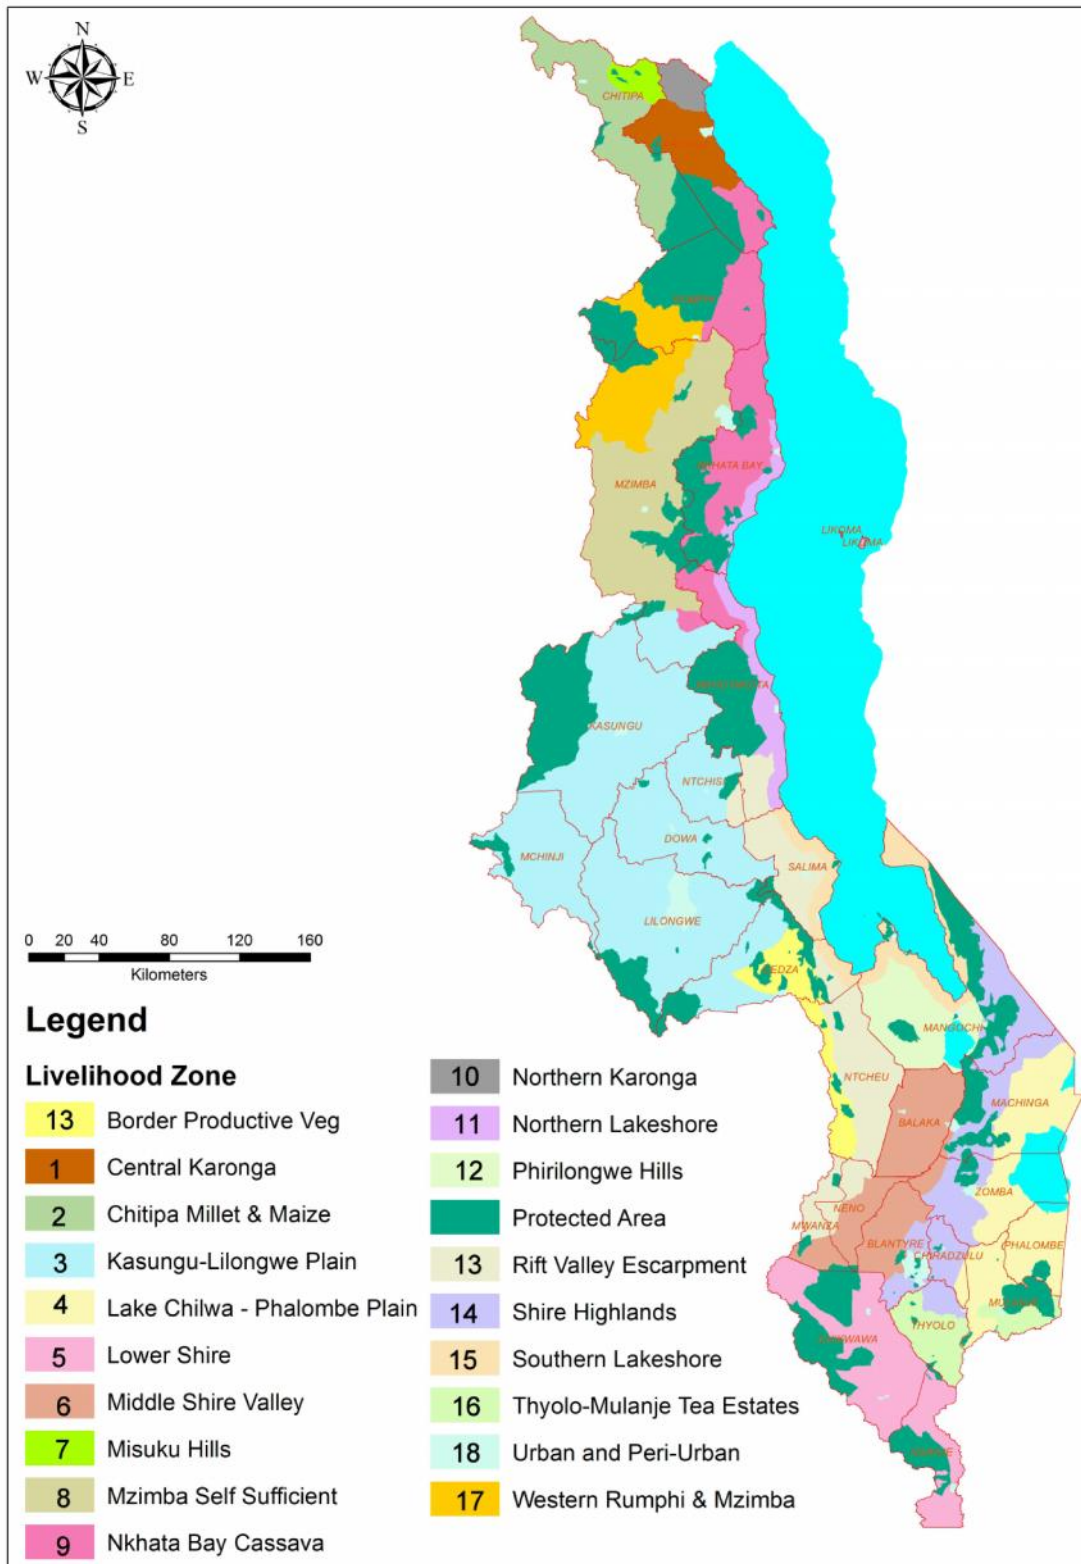 N
W E
S
CHITIPA
MZIMBA
LIKOMA
LIKOMA
KASUNGU
NTCHISI
DOWA
MCHINJI
SALIMA
LILONGWE
MANGOCHI
NTCHEU
MACHINGA
BALAKA
ZOMBA
NENO
MWANZA
BLANTYRE
PHALOMBE
CHIRADZULU
THYOLO
0 20 40 80 120 160
Kilometers
Legend
Livelihood Zone
13 Border Productive Veg
1 Central Karonga
2 Chitipa Millet & Maize
3 Kasungu-Lilongwe Plain
4 Lake Chilwa - Phalombe Plain
5 Lower Shire
6 Middle Shire Valley
7 Misuku Hills
8 Mzimba Self Sufficient
9 Nkhata Bay Cassava
10 Northern Karonga
11 Northern Lakeshore
12 Phirilongwe Hills
Protected Area
13 Rift Valley Escarpment
14 Shire Highlands
15 Southern Lakeshore
16 Thyolo-Mulanje Tea Estates
18 Urban and Peri-Urban
17 Western Rumphi & Mzimba